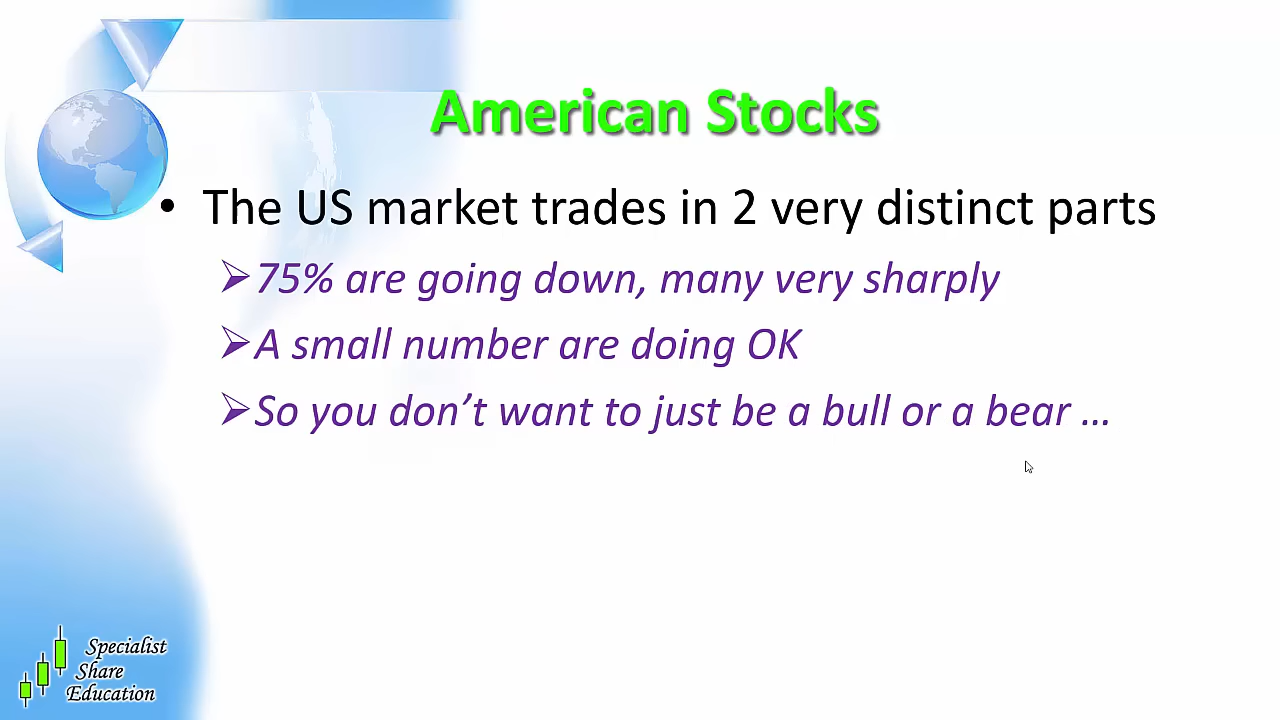 American Stocks
• The US market trades in 2 very distinct parts
➢ 75% are going down, many very sharply
➢ A small number are doing OK
➢ So you don’t want to just be a bull or a bear …
Specialist
Share
Education